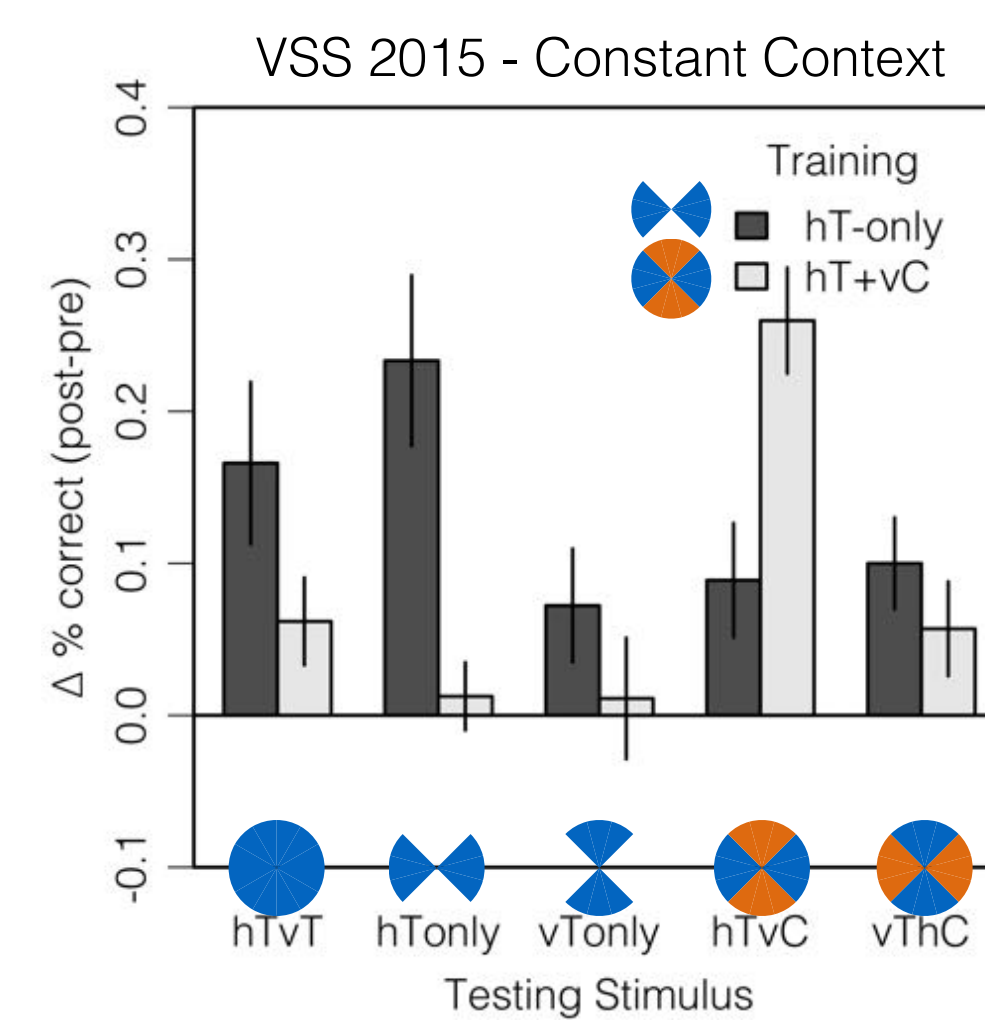 VSS 2015 - Constant Context
Training
hT-only
hT+vC
Δ % correct (post-pre)
0.4
0.3
0.2
0.1
0.0
-0.1
hTvT hTonly vTonly hTvC vThC
Testing Stimulus